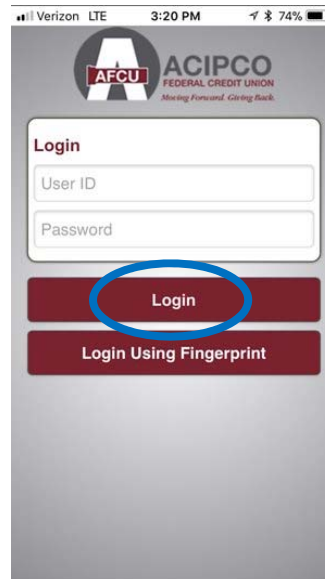 Verizon LTE 3:20 PM 74%
AFCU
ACIPCO
FEDERAL CREDIT UNION
Moving Forward. Giving Back.
Login
User ID
Password
Login
Login Using Fingerprint